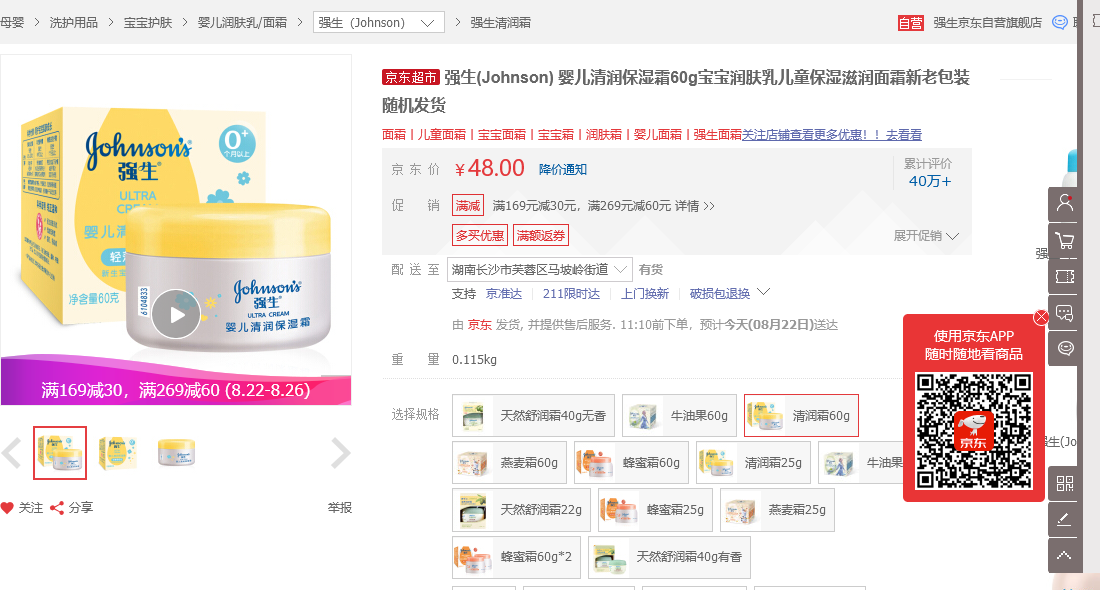 母婴 > 洗护用品 > 宝宝护肤 > 婴儿润肤乳/面霜 > 强生（Johnson） > 强生清润霜
自营 强生京东自营旗舰店
京东超市 强生(Johnson) 婴儿清润保湿霜60g宝宝润肤乳儿童保湿滋润面霜新老包装
随机发货
面霜丨儿童面霜丨宝宝面霜丨宝宝霜丨润肤霜丨婴儿面霜丨强生面霜关注店铺查看更多优惠！！去看看
京东价 ￥48.00 降价通知
累计评价
40万+
促销 满减 满169元减30元，满269元减60元 详情 >>
多买优惠 满额返券
展开促销
配送至 湖南长沙市芙蓉区马坡岭街道 有货
支持 京准达 211限时达 上门换新 破损包退换
由 京东 发货, 并提供售后服务. 11:10前下单，预计今天(08月22日)送达
重量 0.115kg
选择规格
天然舒润霜40g无香 牛油果60g 清润霜60g
燕麦霜60g 蜂蜜霜60g 清润霜25g 牛油果
天然舒润霜22g 蜂蜜霜25g 燕麦霜25g
蜂蜜霜60g*2 天然舒润霜40g有香
Johnson's
强生
ULTRA
0+
个月以上
净含量60克
Johnson's
强生
ULTRA CREAM
婴儿清润保湿霜
6104833
满169减30，满269减60 (8.22-8.26)
关注 分享 举报
使用京东APP
随时随地看商品
京东
强
生(Jo